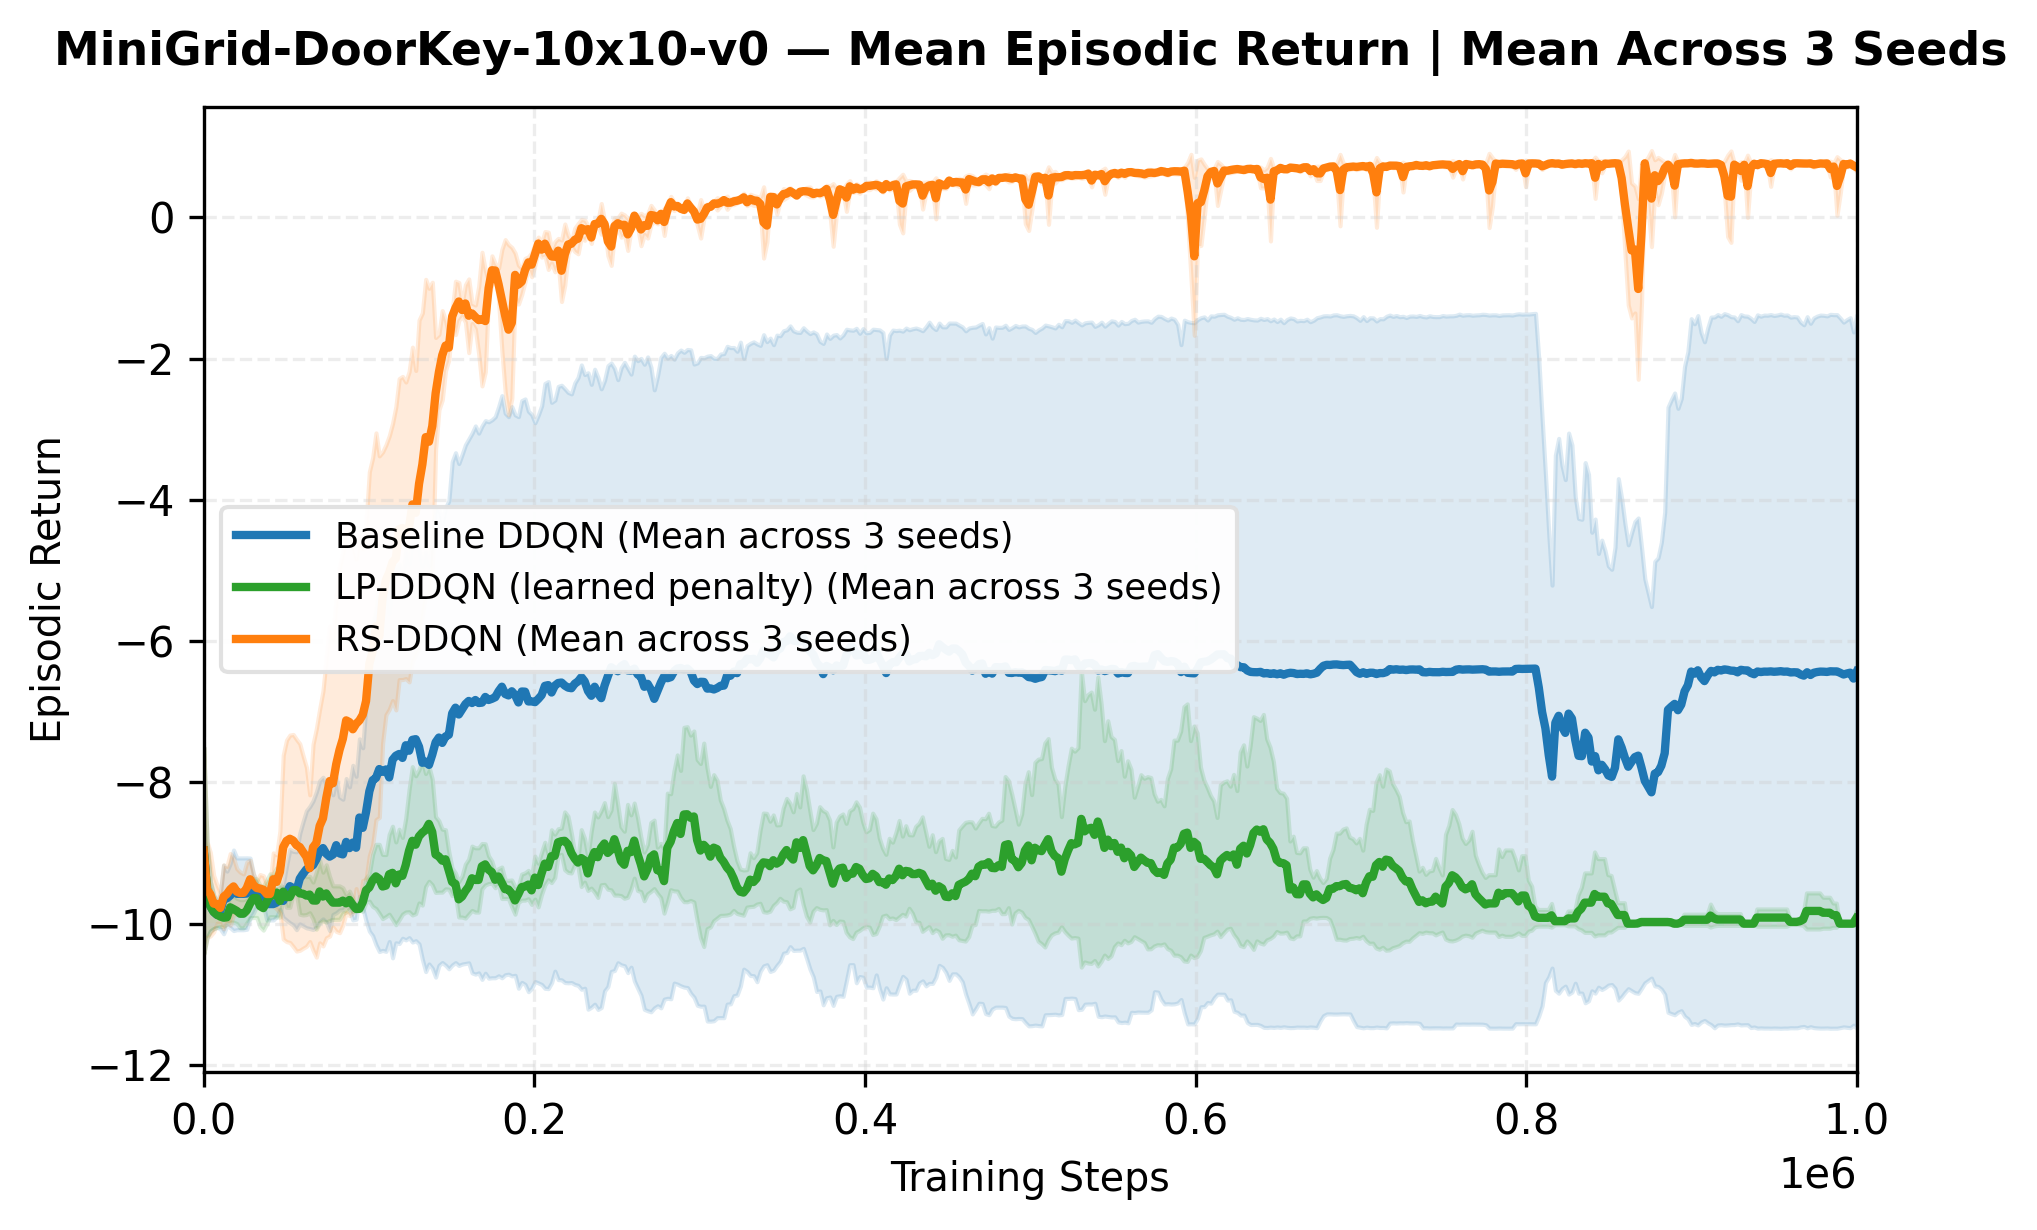 MiniGrid-DoorKey-10x10-v0 — Mean Episodic Return | Mean Across 3 Seeds
Episodic Return
0
−2
−4
−6
−8
−10
−12
Baseline DDQN (Mean across 3 seeds)
LP-DDQN (learned penalty) (Mean across 3 seeds)
RS-DDQN (Mean across 3 seeds)
0.0 0.2 0.4 0.6 0.8 1.0
Training Steps
1e6